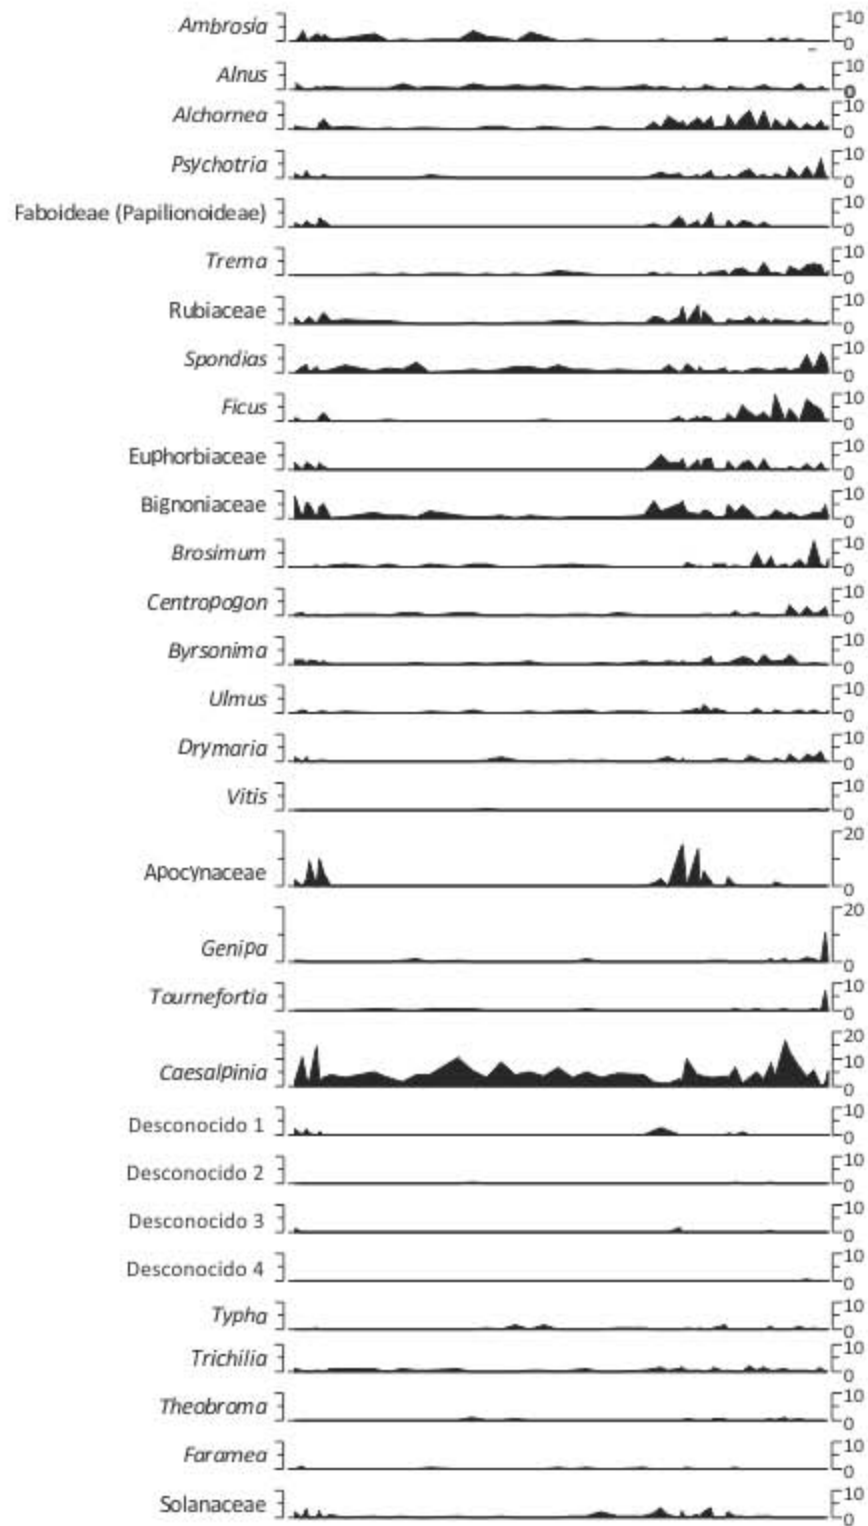 Ambrosia 10 0
Alnus 10 0
Alchornea 10 0
Psychotria 10 0
Faboideae (Papilionoideae) 10 0
Trema 10 0
Rubiaceae 10 0
Spondias 10 0
Ficus 10 0
Euphorbiaceae 10 0
Bignoniaceae 10 0
Brosimum 10 0
Centropogon 10 0
Byrsonima 10 0
Ulmus 10 0
Drymaria 10 0
Vitis 10 0
Apocynaceae 20 0
Genipa 20 0
Tournefortia 10 0
Caesalpinia 20 10 0
Desconocido 1 10 0
Desconocido 2 10 0
Desconocido 3 10 0
Desconocido 4 10 0
Typha 10 0
Trichilia 10 0
Theobroma 10 0
Faramea 10 0
Solanaceae 10 0